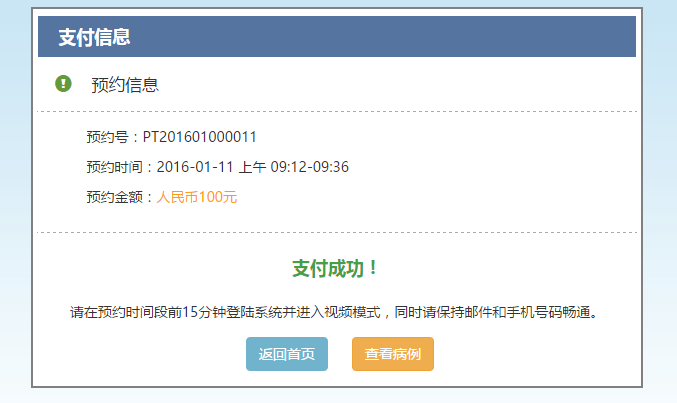 支付信息
预约信息
预约号：PT201601000011
预约时间：2016-01-11 上午 09:12-09:36
预约金额：人民币100元
支付成功！
请在预约时间段前15分钟登陆系统并进入视频模式，同时请保持邮件和手机号码畅通。
返回首页 查看病例